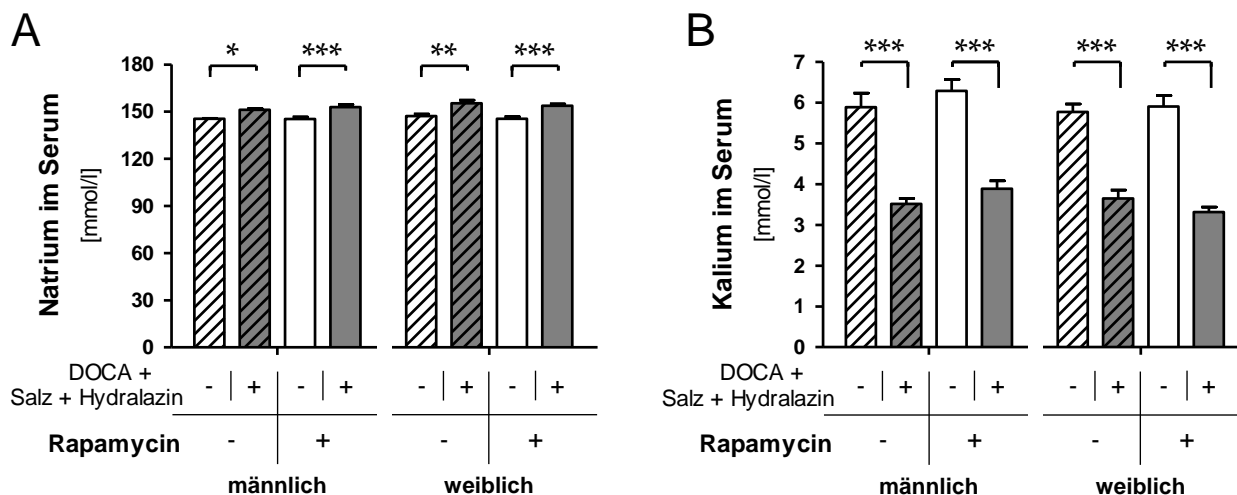 A
Natrium im Serum
[mmol/l]
180
150
120
90
60
30
0
* *** ** ***
DOCA +
Salz + Hydralazin
- + - + - + - +
Rapamycin
- + - +
männlich weiblich
B
Kalium im Serum
[mmol/l]
7
6
5
4
3
2
1
0
*** *** *** ***
DOCA +
Salz + Hydralazin
- + - + - + - +
Rapamycin
- + - +
männlich weiblich